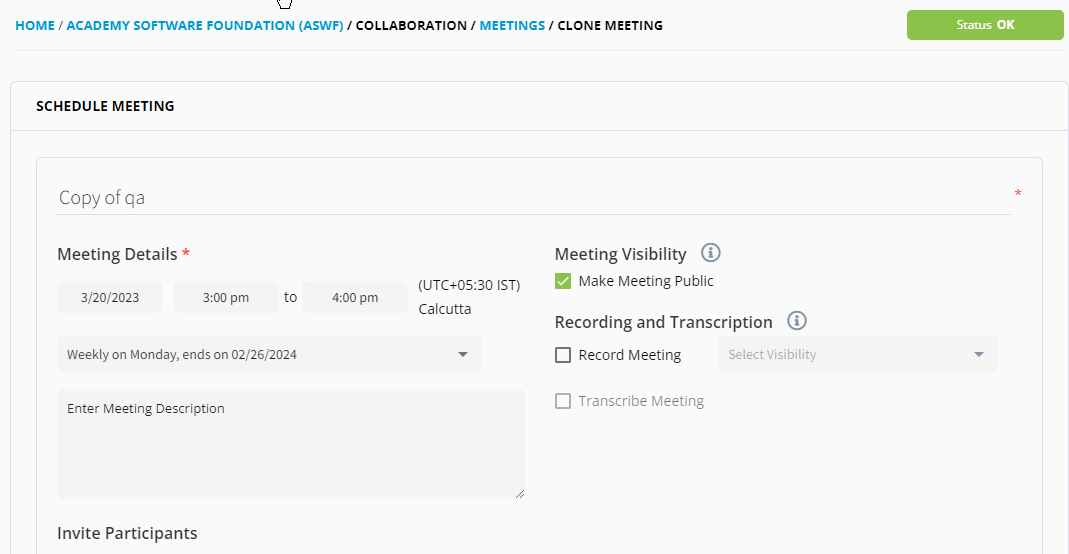 HOME / ACADEMY SOFTWARE FOUNDATION (ASWF) / COLLABORATION / MEETINGS / CLONE MEETING
Status OK
SCHEDULE MEETING
Copy of qa *
Meeting Details *
3/20/2023 3:00 pm to 4:00 pm (UTC+05:30 IST)
Calcutta
Weekly on Monday, ends on 02/26/2024
Enter Meeting Description
Meeting Visibility
Make Meeting Public
Recording and Transcription
Record Meeting Select Visibility
Transcribe Meeting
Invite Participants